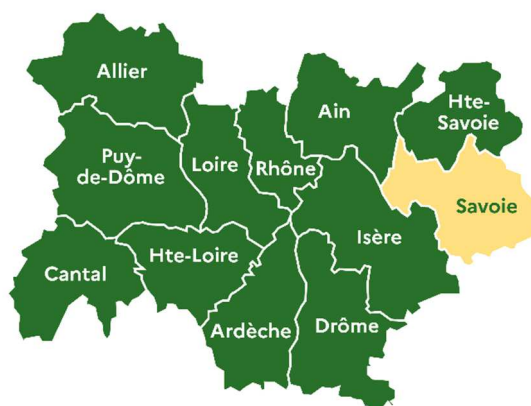 Allier
Ain
Hte-
Savoie
Puy-
de-Dôme
Loire
Rhône
Savoie
Isère
Hte-Loire
Cantal
Ardèche
Drôme